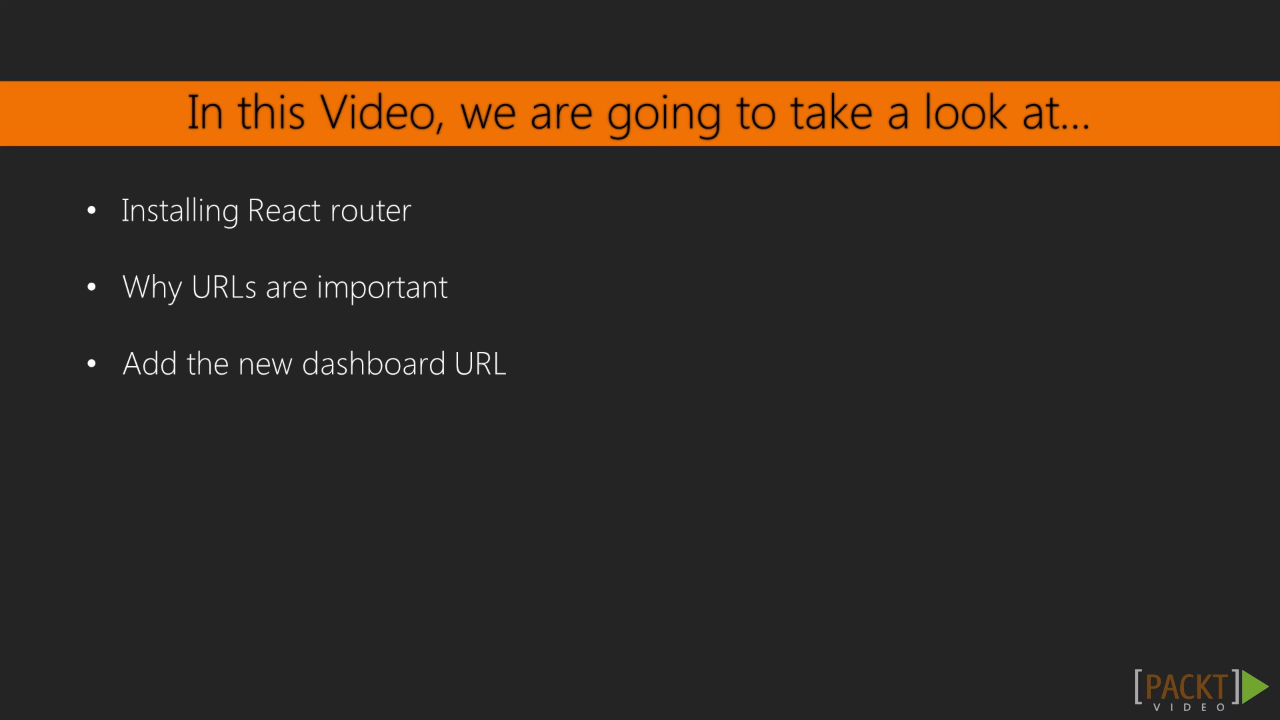 In this Video, we are going to take a look at...
• Installing React router
• Why URLs are important
• Add the new dashboard URL
[PACKT]
VIDEO